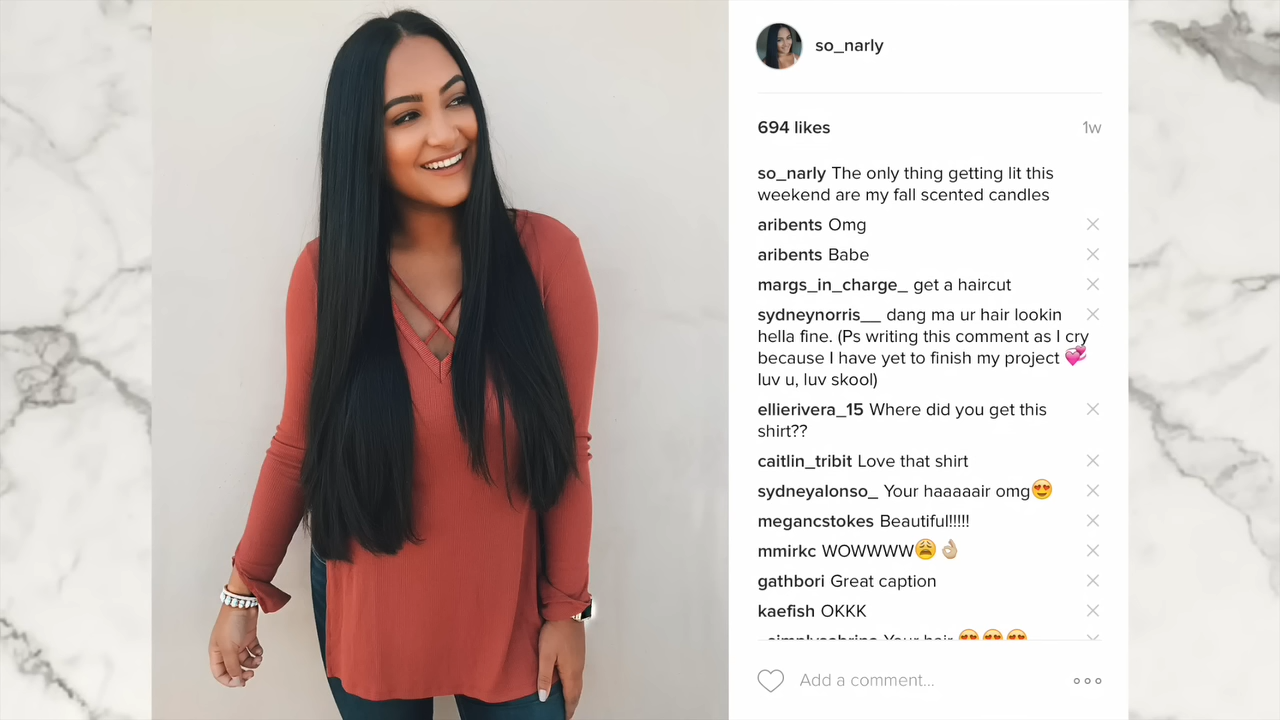 so_narly
694 likes 1w
so_narly The only thing getting lit this
weekend are my fall scented candles
aribents Omg
aribents Babe
margs_in_charge_ get a haircut
sydneynorris__ dang ma ur hair lookin
hella fine. (Ps writing this comment as I cry
because I have yet to finish my project 💞
luv u, luv skool)
ellierivera_15 Where did you get this
shirt??
caitlin_tribit Love that shirt
sydneyalonso_ Your haaaaair omg😍
megancstokes Beautiful!!!!!
mmirkc WOWWWW😩👌🏼
gathbori Great caption
kaefish OKKK
Your hair 😍😍😍
Add a comment...